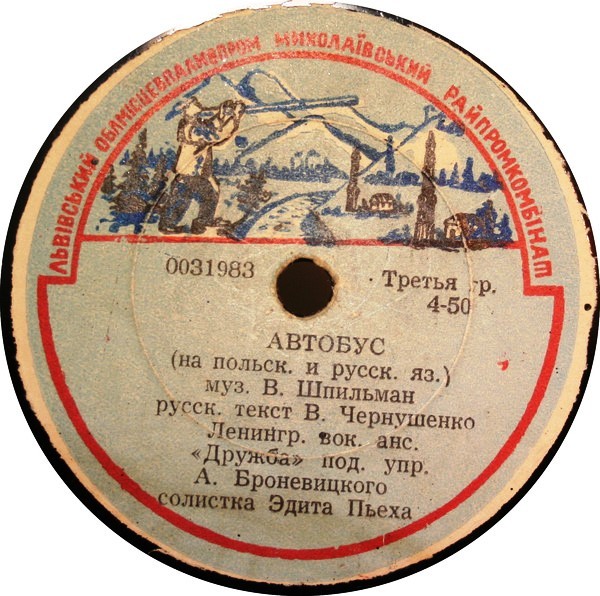 ЛЬВІВСЬКИЙ ОБЛМІСЦЕВПАЛИВПРОМ МИКОЛАЇВСЬКИЙ РАЙПРОМКОМБІНАТ
0031983
Третья гр.
4-50
АВТОБУС
(на польск. и русск. яз.)
муз. В. Шпильман
русск. текст В. Чернушенко
Ленингр. вок. анс.
«Дружба» под. упр.
А. Броневицкого
солистка Эдита Пьеха